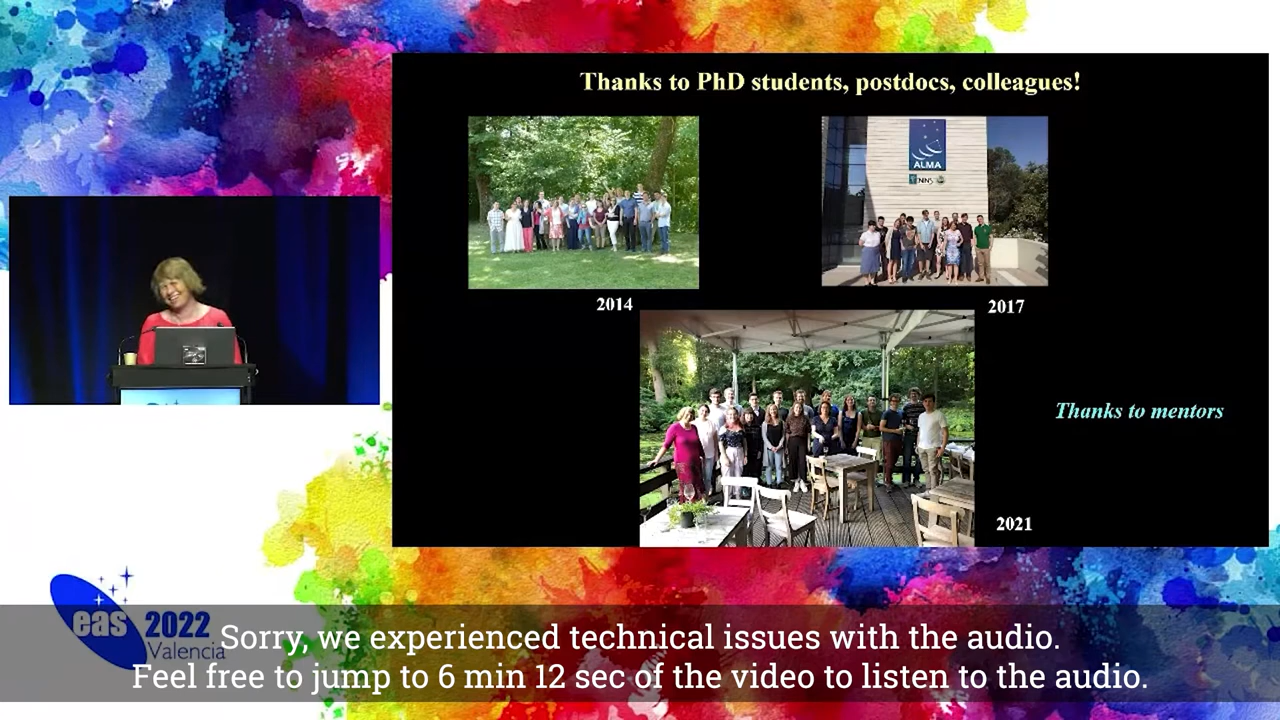 Thanks to PhD students, postdocs, colleagues!
ALMA
2014
2017
Thanks to mentors
2021
eas 2022
Valencia
Sorry, we experienced technical issues with the audio.
Feel free to jump to 6 min 12 sec of the video to listen to the audio.